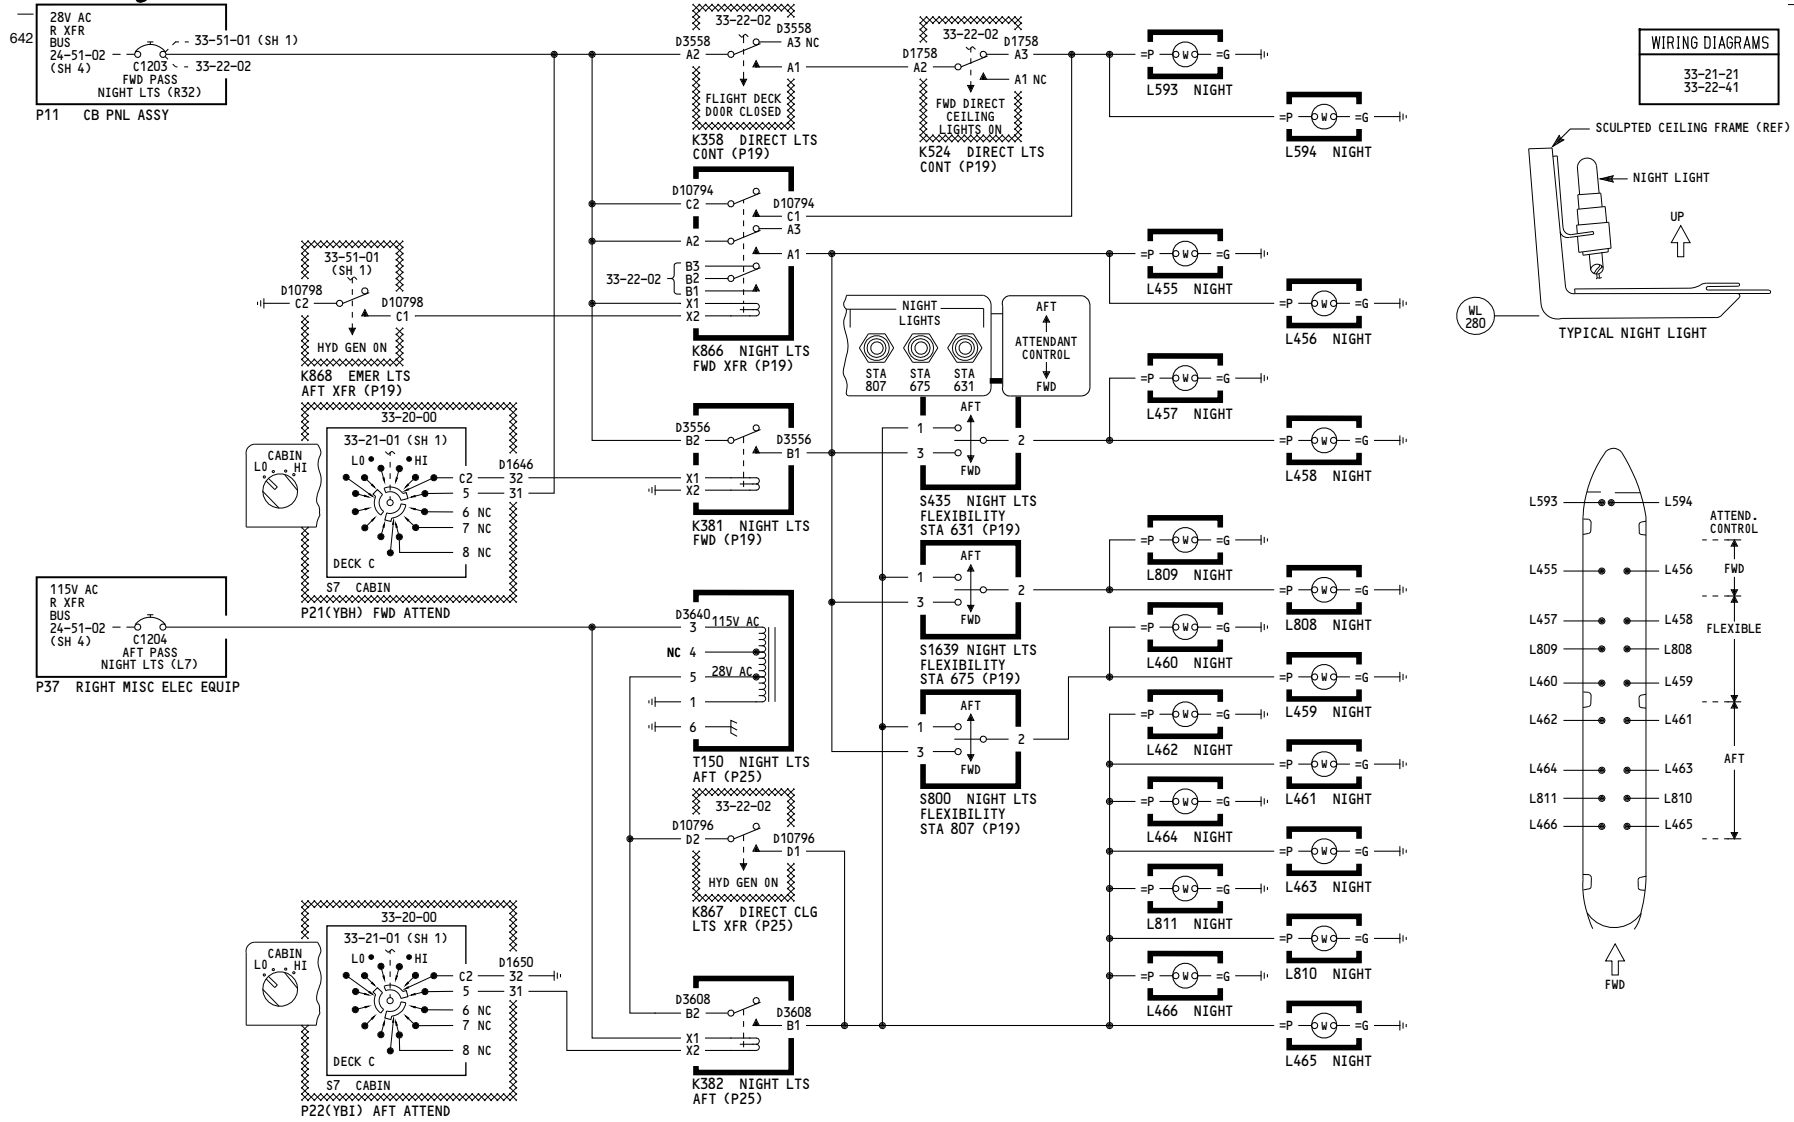 642
28V AC
R XFR
BUS
24-51-02
(SH 4)
C1203
FWD PASS
NIGHT LTS (R32)
33-51-01 (SH 1)
33-22-02
P11 CB PNL ASSY
33-22-02
D3558
D3558
A2
A3 NC
A1
FLIGHT DECK
DOOR CLOSED
K358 DIRECT LTS
CONT (P19)
33-22-02
D1758
D1758
A2
A3
A1 NC
FWD DIRECT
CEILING
LIGHTS ON
K524 DIRECT LTS
CONT (P19)
=P W =G
L593 NIGHT
=P W =G
L594 NIGHT
WIRING DIAGRAMS
33-21-21
33-22-41
SCULPTED CEILING FRAME (REF)
NIGHT LIGHT
UP
WL
280
TYPICAL NIGHT LIGHT
D10794
D10794
C2
C1
A3
A2
A1
33-22-02
B3
B2
B1
X1
X2
K866 NIGHT LTS
FWD XFR (P19)
33-51-01
(SH 1)
D10798
C2
D10798
C1
HYD GEN ON
K868 EMER LTS
AFT XFR (P19)
=P W =G
L455 NIGHT
=P W =G
L456 NIGHT
NIGHT
LIGHTS
STA
807
STA
675
STA
631
AFT
ATTENDANT
CONTROL
FWD
=P W =G
L457 NIGHT
=P W =G
L458 NIGHT
33-20-00
33-21-01 (SH 1)
CABIN
LO HI
LO HI
D1646
C2 32
5 31
6 NC
7 NC
8 NC
DECK C
S7 CABIN
P21(YBH) FWD ATTEND
D3556
B2
D3556
B1
X1
X2
K381 NIGHT LTS
FWD (P19)
AFT
1
2
3
FWD
S435 NIGHT LTS
FLEXIBILITY
STA 631 (P19)
AFT
1
2
3
FWD
S1639 NIGHT LTS
FLEXIBILITY
STA 675 (P19)
AFT
1
2
3
FWD
S800 NIGHT LTS
FLEXIBILITY
STA 807 (P19)
115V AC
R XFR
BUS
24-51-02
(SH 4)
C1204
AFT PASS
NIGHT LTS (L7)
P37 RIGHT MISC ELEC EQUIP
D3640
3 115V AC
NC 4
5 28V AC
1
6
T150 NIGHT LTS
AFT (P25)
33-22-02
D10796
D2
D10796
D1
HYD GEN ON
K867 DIRECT CLG
LTS XFR (P25)
33-20-00
33-21-01 (SH 1)
CABIN
LO HI
LO HI
D1650
C2 32
5 31
6 NC
7 NC
8 NC
DECK C
S7 CABIN
P22(YBI) AFT ATTEND
D3608
B2
D3608
B1
X1
X2
K382 NIGHT LTS
AFT (P25)
=P W =G
L809 NIGHT
=P W =G
L808 NIGHT
=P W =G
L460 NIGHT
=P W =G
L459 NIGHT
=P W =G
L462 NIGHT
=P W =G
L461 NIGHT
=P W =G
L464 NIGHT
=P W =G
L463 NIGHT
=P W =G
L811 NIGHT
=P W =G
L810 NIGHT
=P W =G
L466 NIGHT
=P W =G
L465 NIGHT
L593 L594
ATTEND.
CONTROL
L455 L456
FWD
L457 L458
FLEXIBLE
L809 L808
L460 L459
L462 L461
AFT
L464 L463
L811 L810
L466 L465
FWD